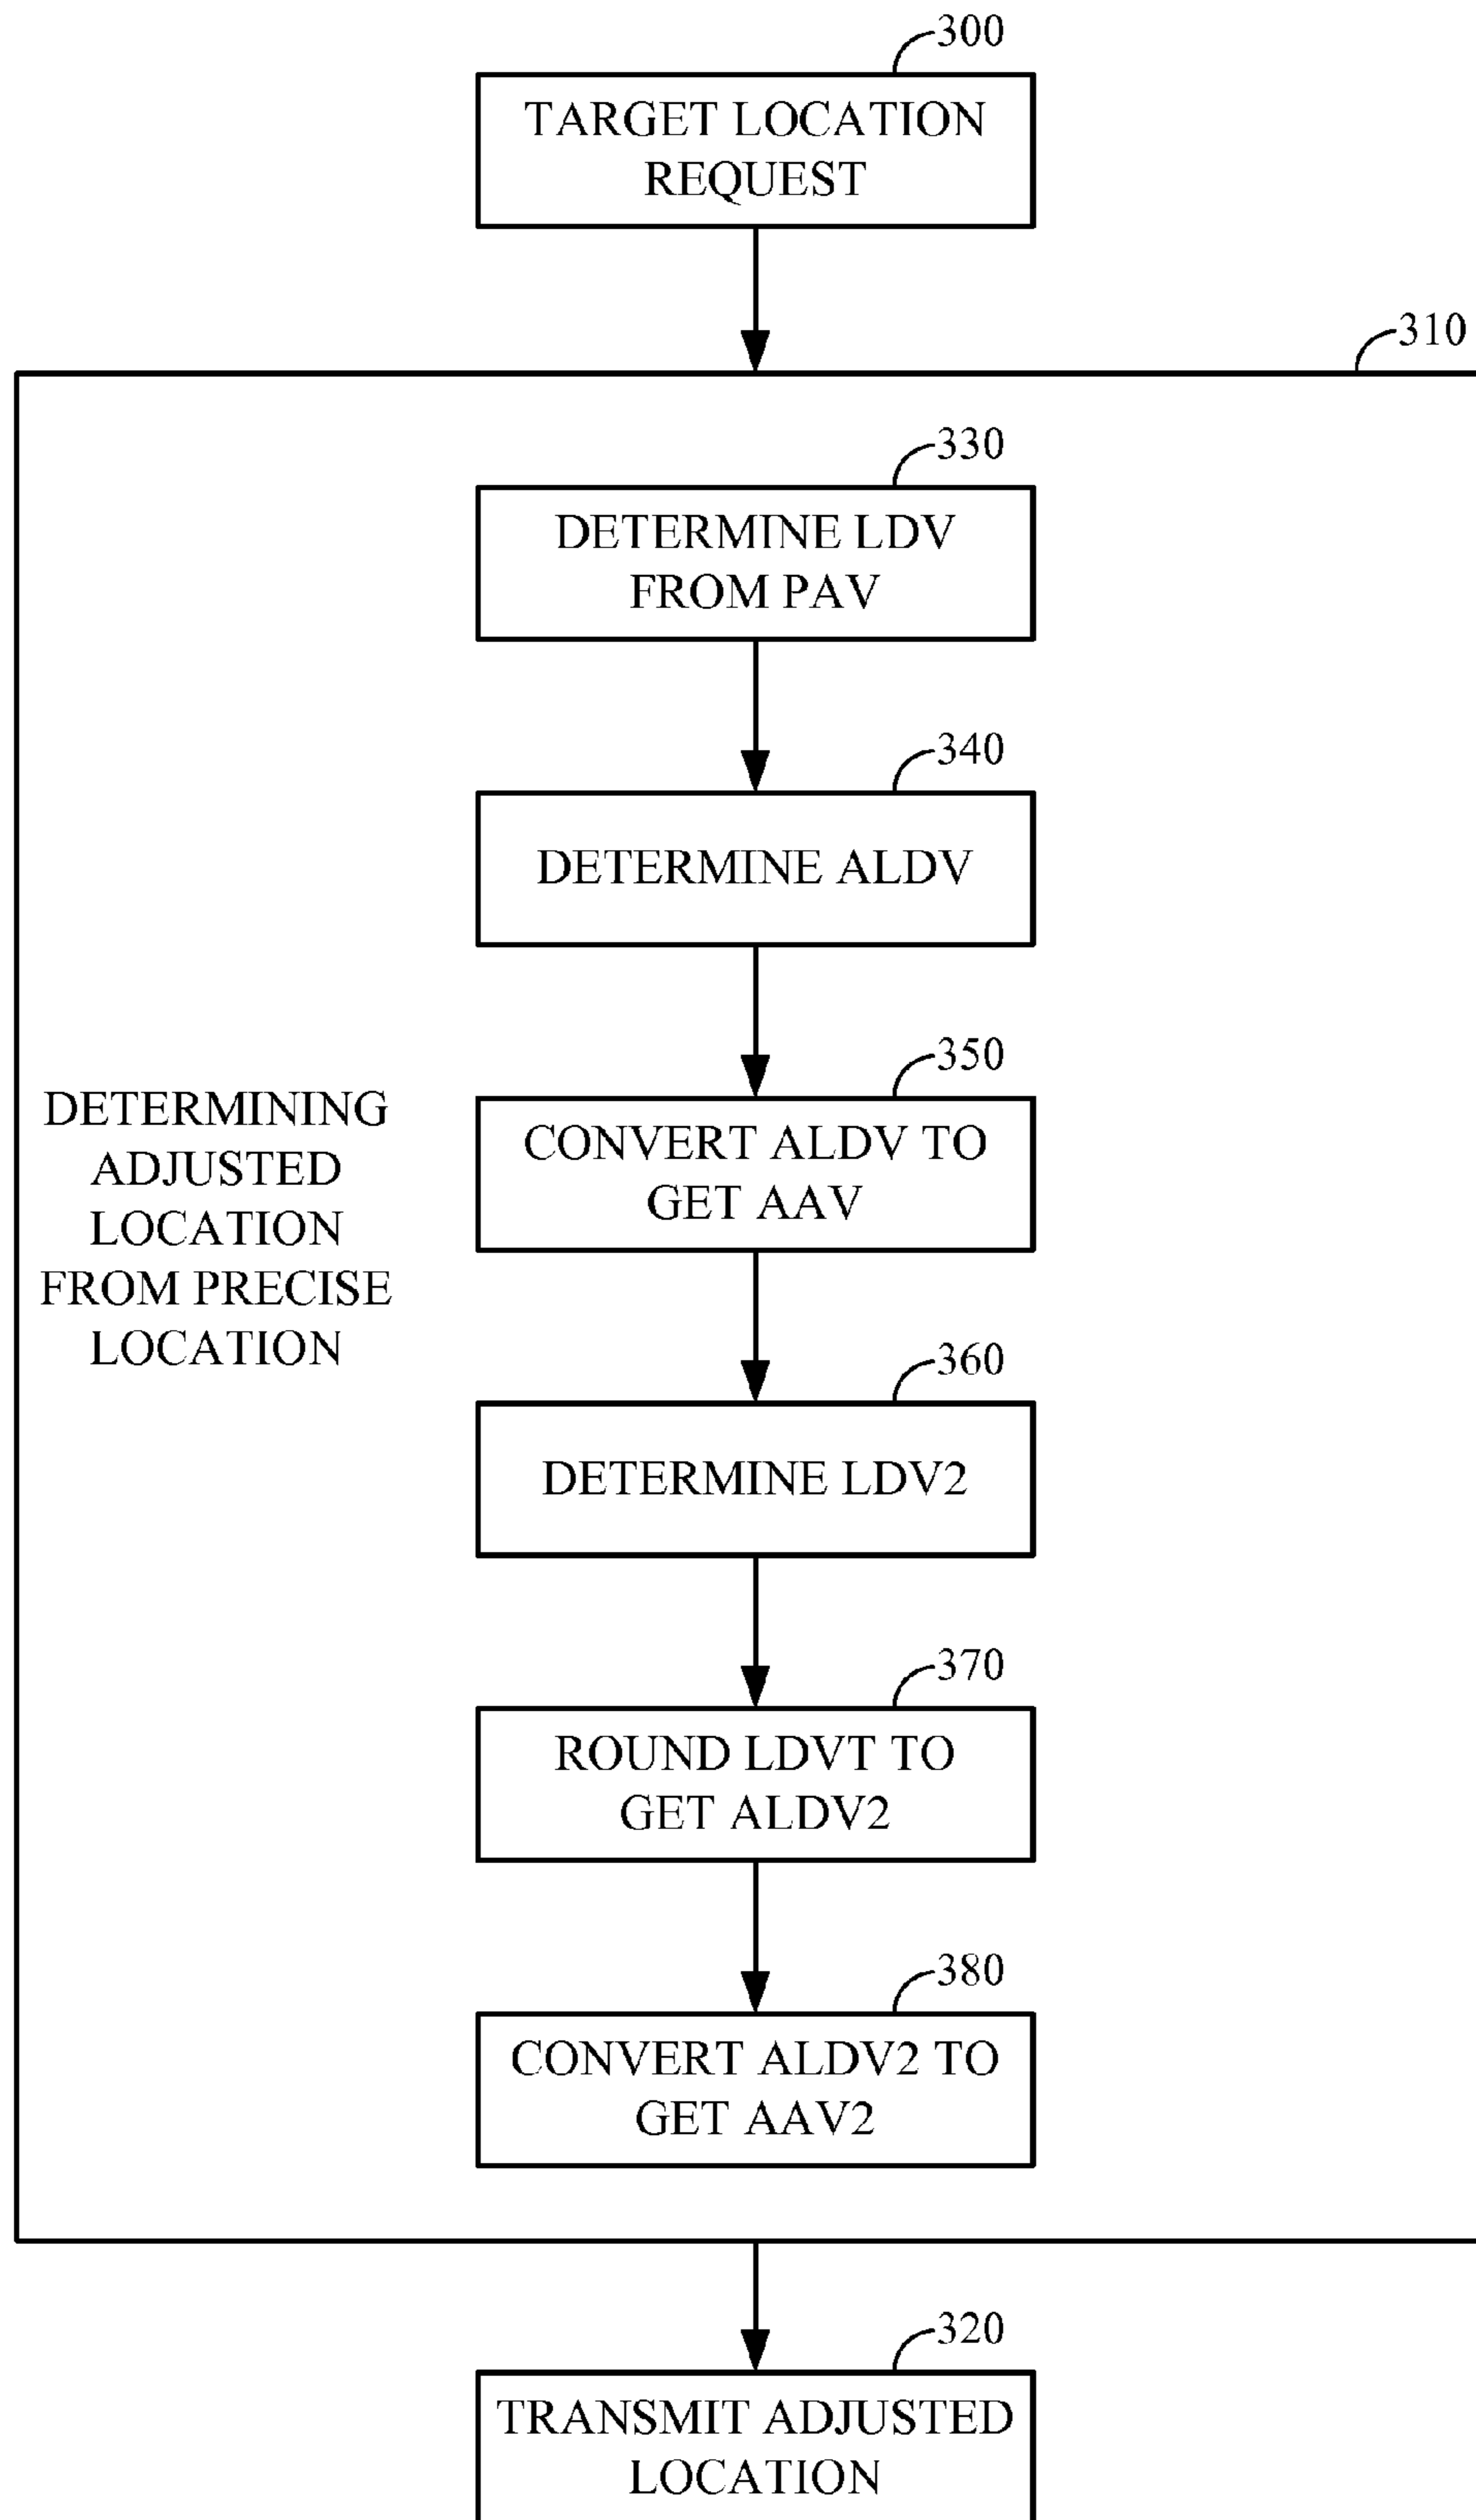 300
TARGET LOCATION
REQUEST
310
330
DETERMINE LDV
FROM PAV
340
DETERMINE ALDV
350
CONVERT ALDV TO
GET AAV
DETERMINING
ADJUSTED
LOCATION
FROM PRECISE
LOCATION
360
DETERMINE LDV2
370
ROUND LDVT TO
GET ALDV2
380
CONVERT ALDV2 TO
GET AAV2
320
TRANSMIT ADJUSTED
LOCATION